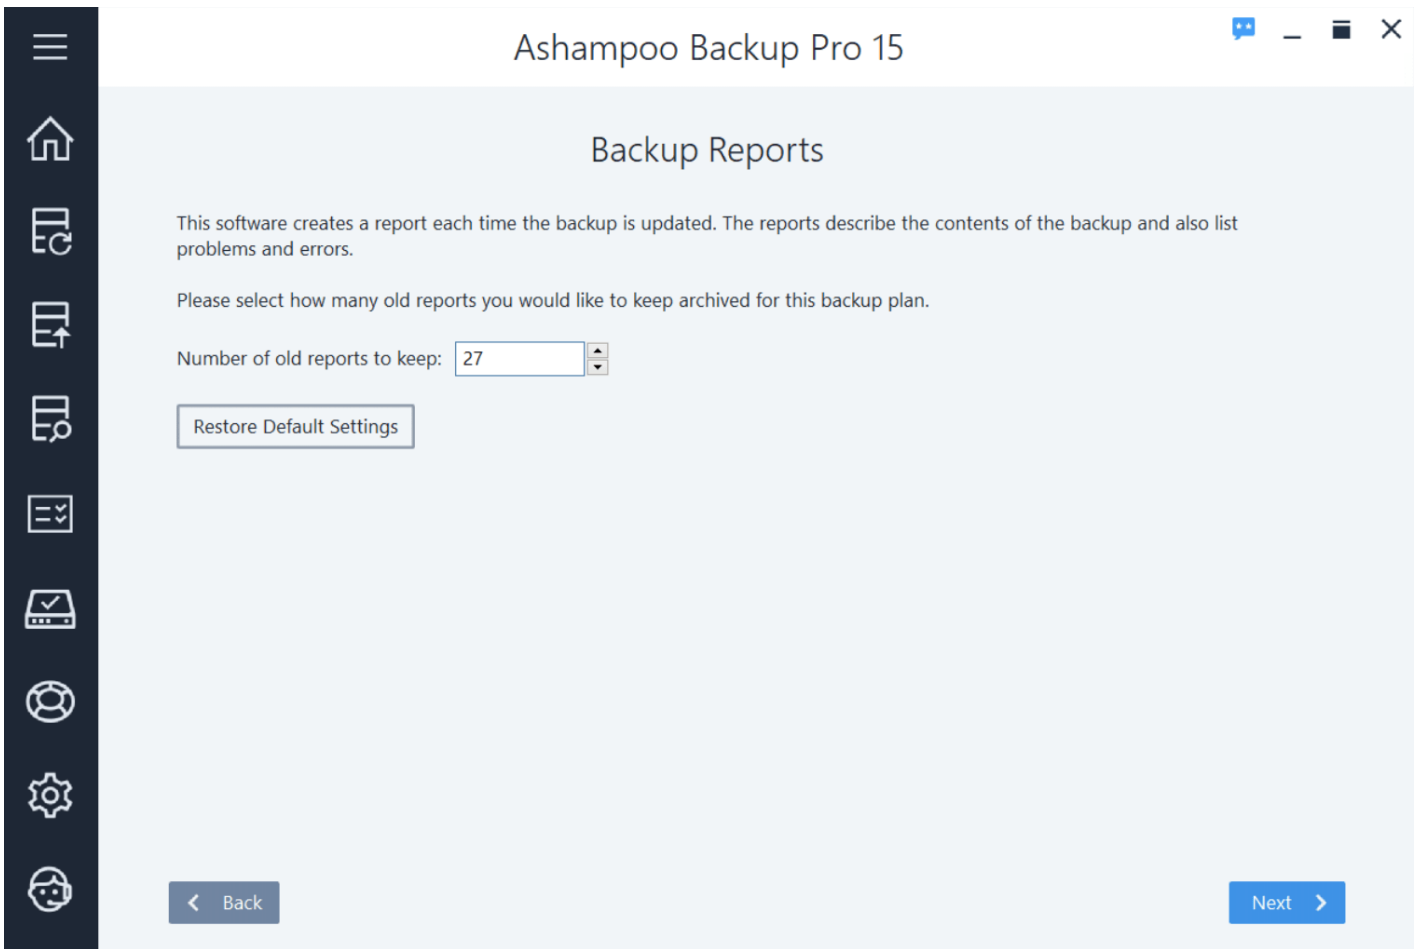 Ashampoo Backup Pro 15
Backup Reports
This software creates a report each time the backup is updated. The reports describe the contents of the backup and also list
problems and errors.
Please select how many old reports you would like to keep archived for this backup plan.
Number of old reports to keep: 27
Restore Default Settings
Back
Next